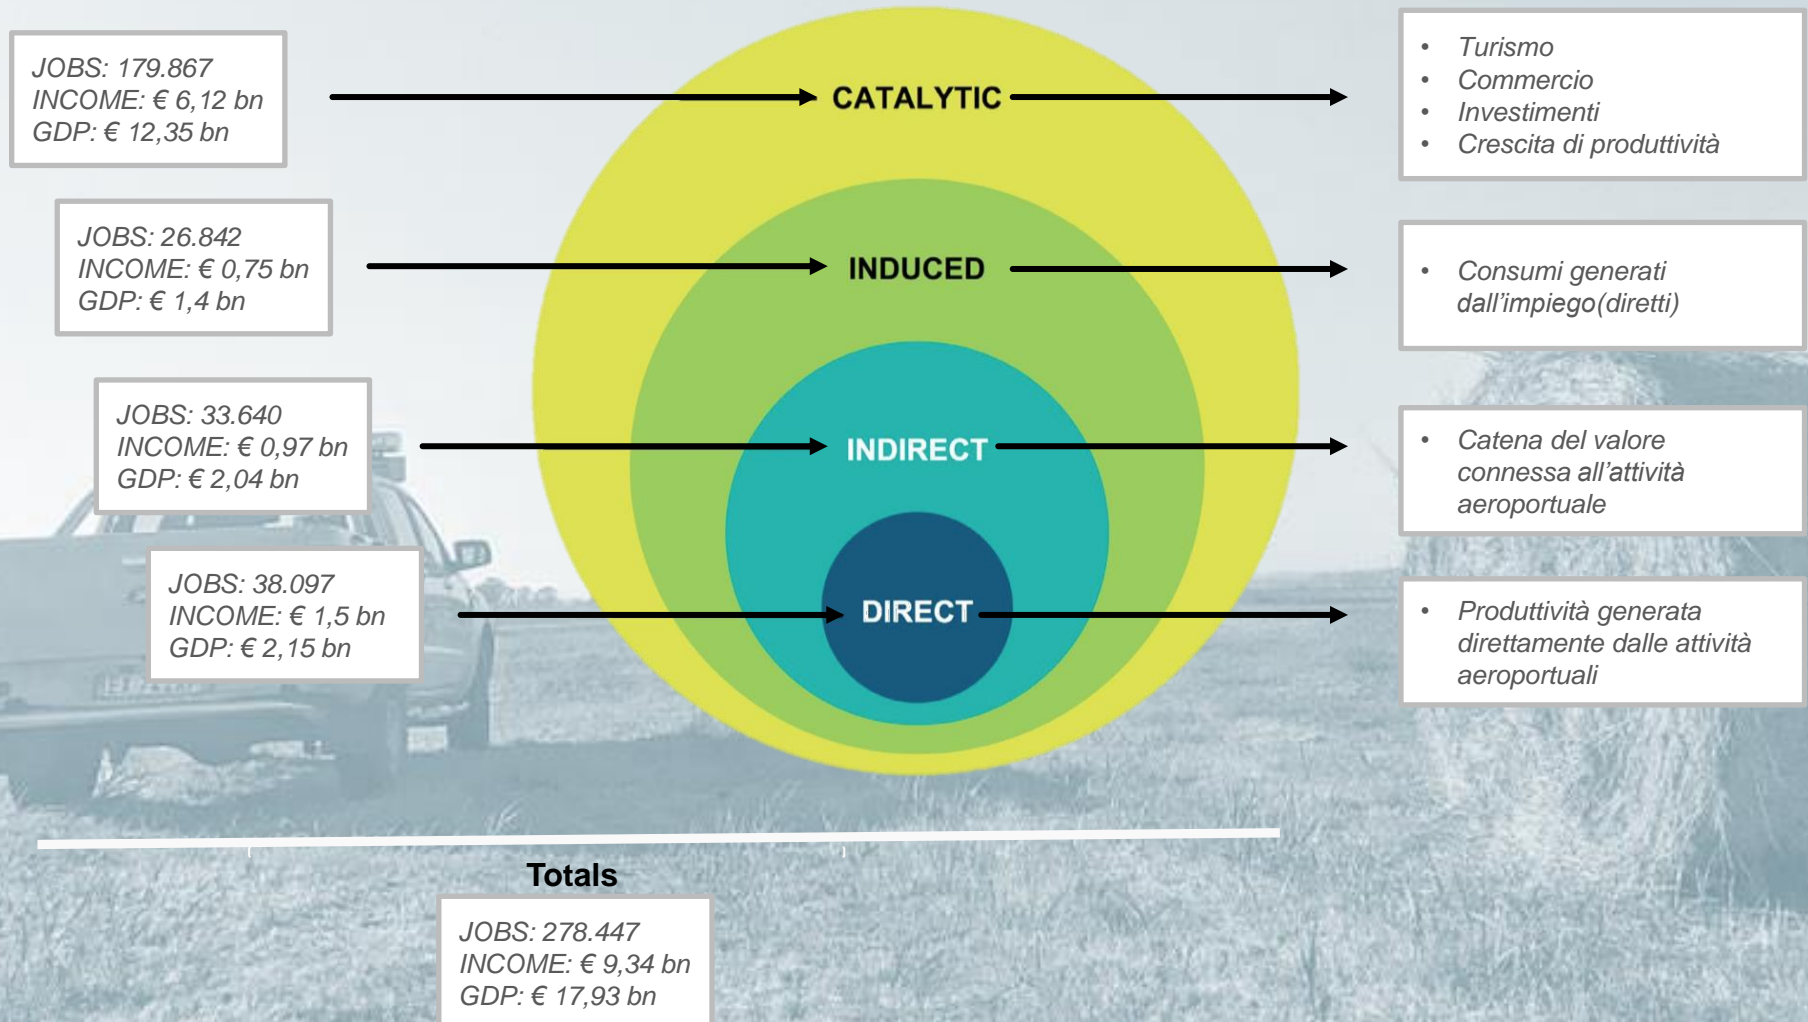 JOBS: 179.867
INCOME: € 6,12 bn
GDP: € 12,35 bn
CATALYTIC
• Turismo
• Commercio
• Investimenti
• Crescita di produttività
JOBS: 26.842
INCOME: € 0,75 bn
GDP: € 1,4 bn
INDUCED
• Consumi generati
dall'impiego(diretti)
JOBS: 33.640
INCOME: € 0,97 bn
GDP: € 2,04 bn
INDIRECT
• Catena del valore
connessa all'attività
aeroportuale
JOBS: 38.097
INCOME: € 1,5 bn
GDP: € 2,15 bn
DIRECT
• Produttività generata
direttamente dalle attività
aeroportuali
Totals
JOBS: 278.447
INCOME: € 9,34 bn
GDP: € 17,93 bn